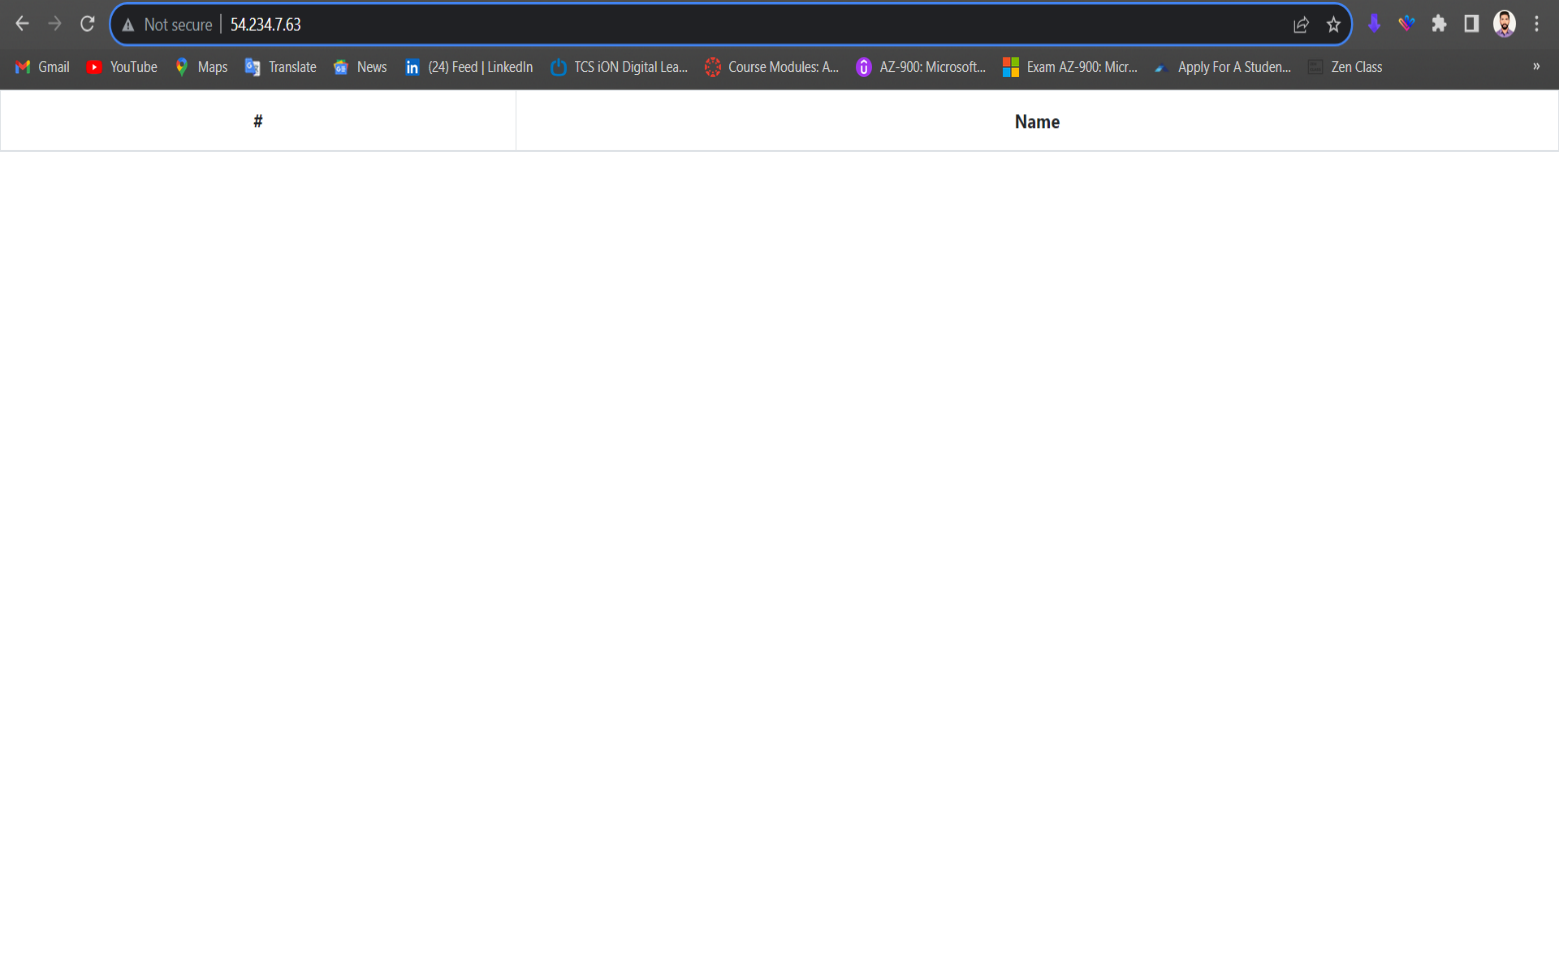 Not secure | 54.234.7.63
Gmail YouTube Maps Translate News (24) Feed | LinkedIn TCS iON Digital Lea... Course Modules: A... AZ-900: Microsoft... Exam AZ-900: Micr... Apply For A Studen... Zen Class »
# Name